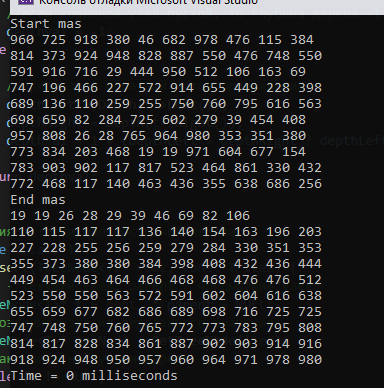 Консоль отладки Microsoft Visual Studio
Start mas
960 725 918 380 46 682 978 476 115 384
814 373 924 948 828 887 550 476 748 550
591 916 716 29 444 950 512 106 163 69
747 196 466 227 572 914 655 449 228 398
689 136 110 259 255 750 760 795 616 563
698 659 82 284 725 602 279 39 454 408
957 808 26 28 765 964 980 353 351 380
773 834 203 468 19 19 971 604 677 154
783 903 902 117 817 523 464 861 330 432
772 468 117 140 463 436 355 638 686 256
End mas
19 19 26 28 29 39 46 69 82 106
110 115 117 117 136 140 154 163 196 203
227 228 255 256 259 279 284 330 351 353
355 373 380 380 384 398 408 432 436 444
449 454 463 464 466 468 468 476 476 512
523 550 550 563 572 591 602 604 616 638
655 659 677 682 686 689 698 716 725 725
747 748 750 760 765 772 773 783 795 808
814 817 828 834 861 887 902 903 914 916
918 924 948 950 957 960 964 971 978 980
Time = 0 milliseconds